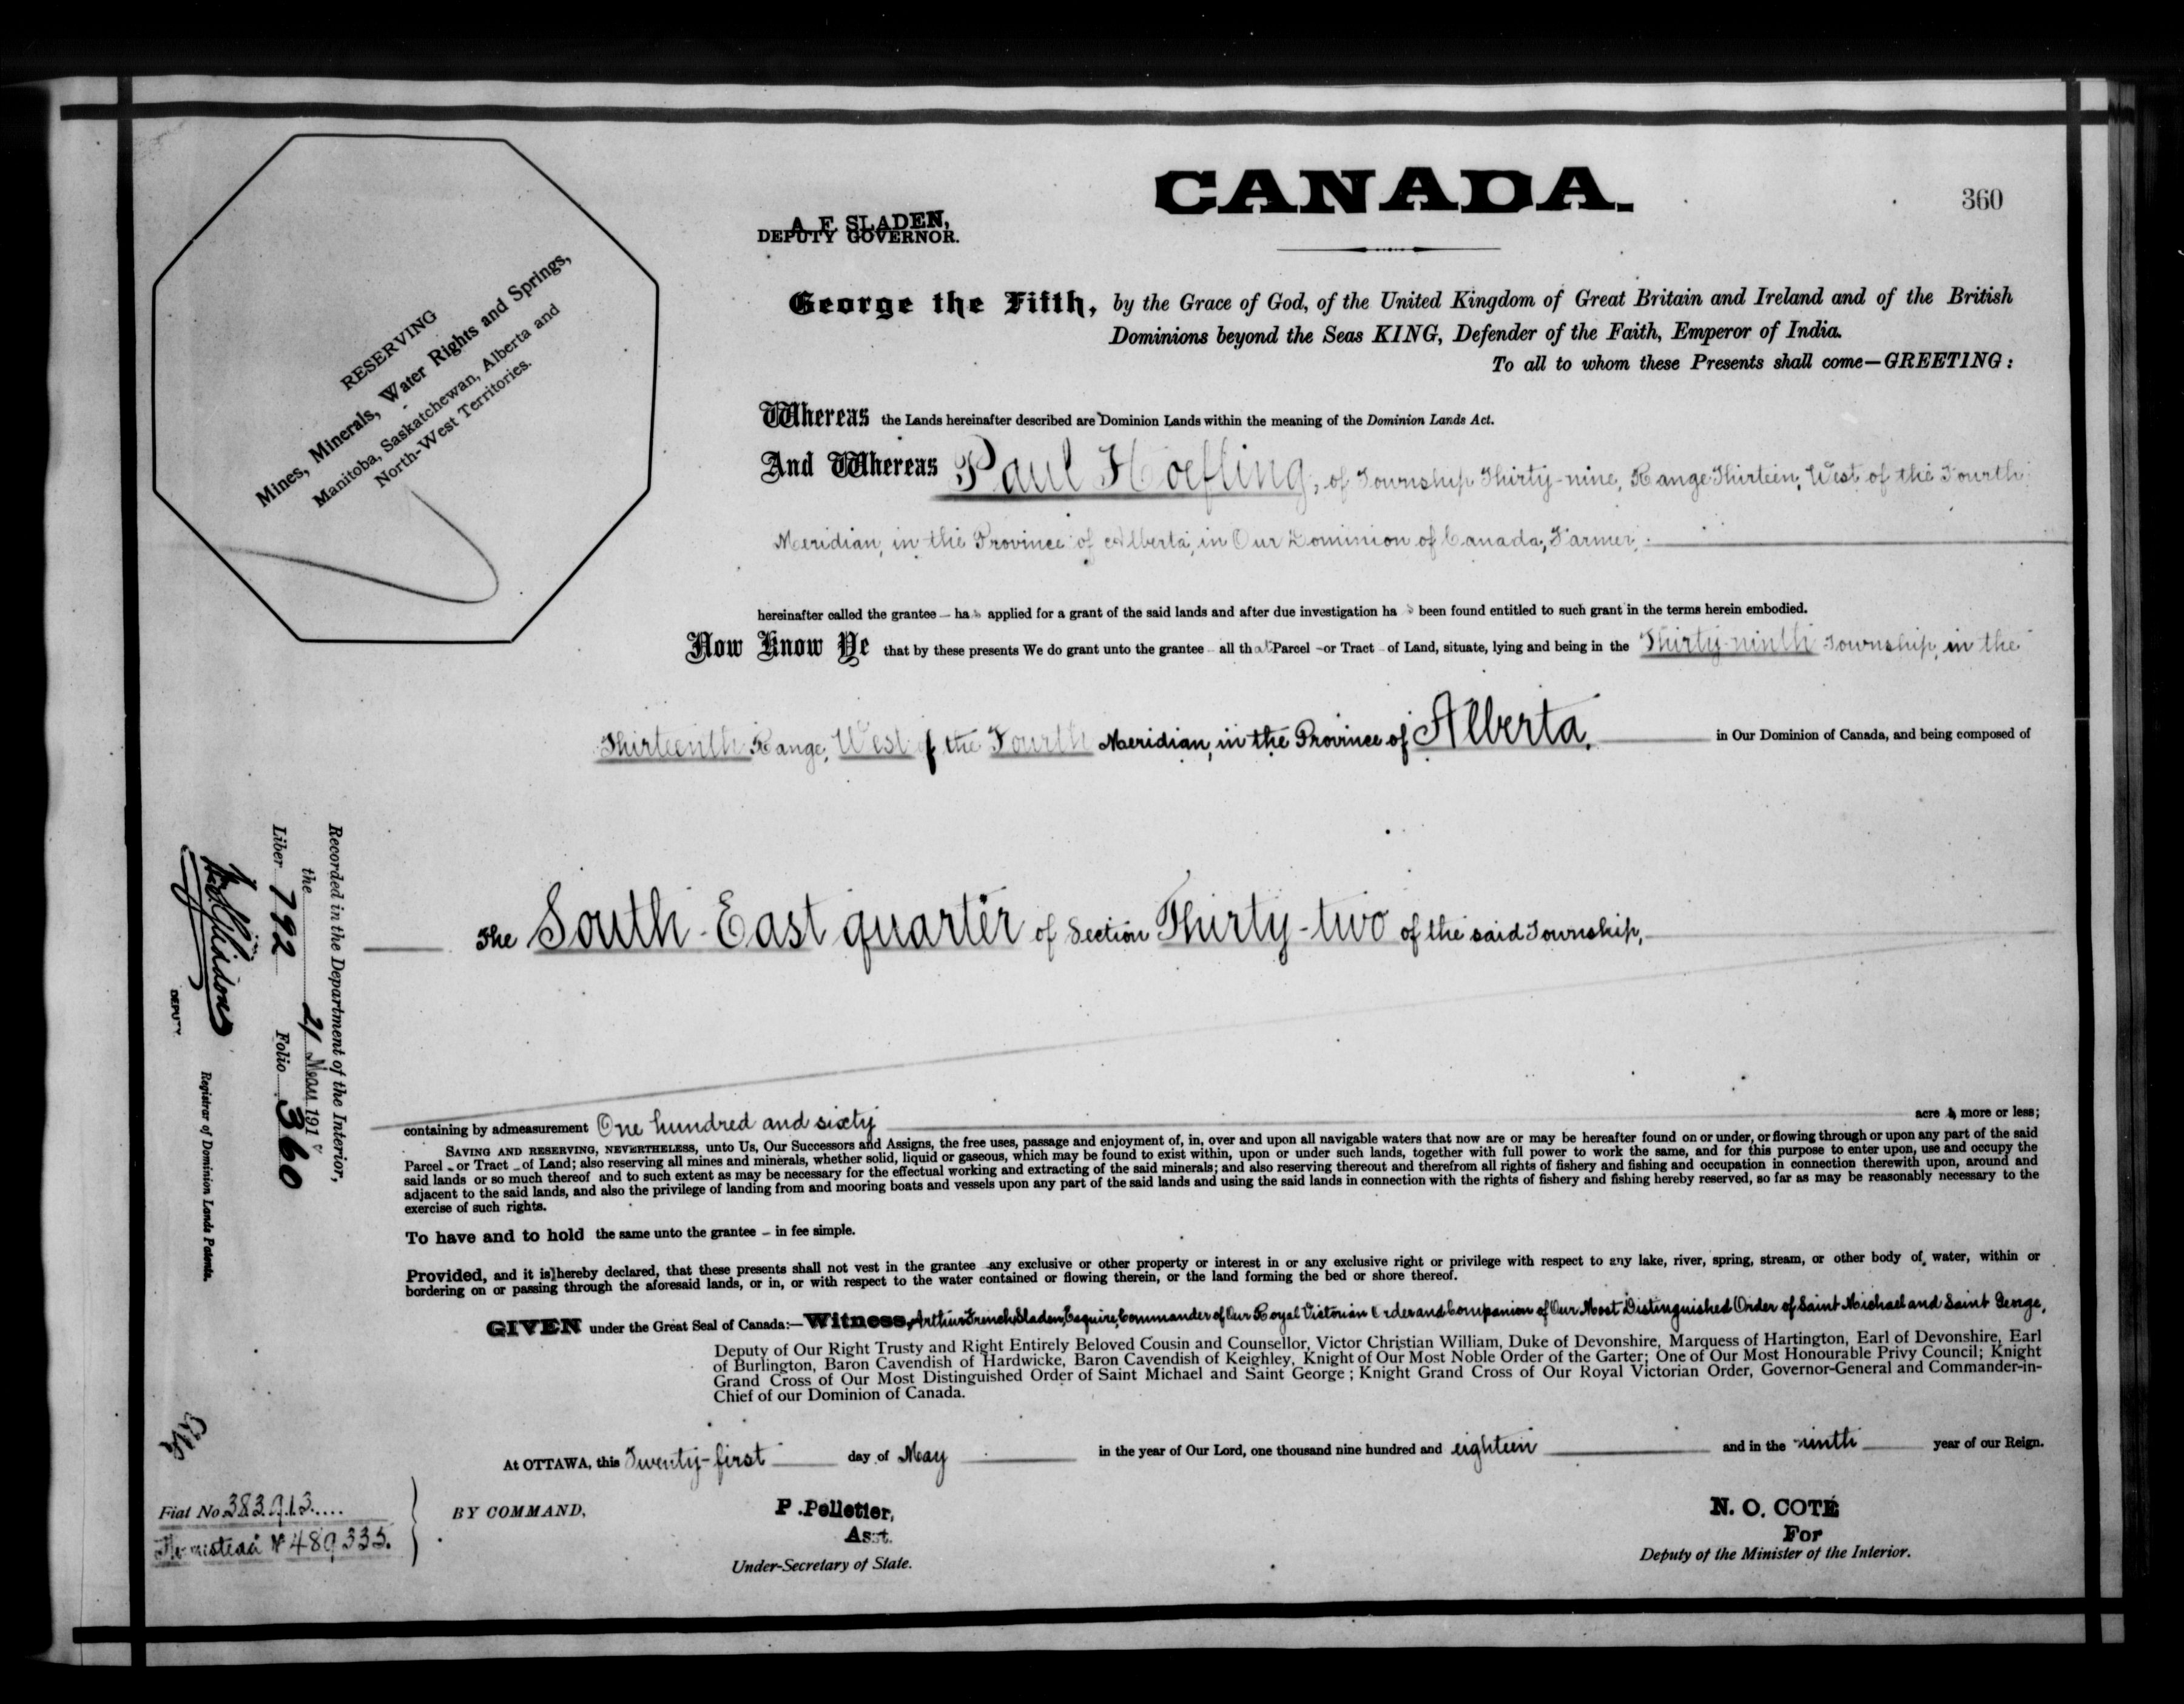 CANADA.
360
A. F. SLADEN,
DEPUTY GOVERNOR.
RESERVING
Mines, Minerals, Water Rights and Springs,
Manitoba, Saskatchewan, Alberta and
North-West Territories.
George the Fifth, by the Grace of God, of the United Kingdom of Great Britain and Ireland and of the British
Dominions beyond the Seas KING, Defender of the Faith, Emperor of India.
To all to whom these Presents shall come—GREETING:
Whereas the Lands hereinafter described are Dominion Lands within the meaning of the Dominion Lands Act.
And Whereas Paul Hoefling, of Township Thirty-nine, Range Thirteen, West of the Fourth
Meridian, in the Province of Alberta, in Our Dominion of Canada, Farmer,
hereinafter called the grantee – has applied for a grant of the said lands and after due investigation has been found entitled to such grant in the terms herein embodied.
Now Know Ye that by these presents We do grant unto the grantee – all that Parcel – or Tract – of Land, situate, lying and being in the Thirty-ninth Township, in the
Thirteenth Range, West of the Fourth Meridian, in the Province of Alberta, in Our Dominion of Canada, and being composed of
The South-East quarter of Section Thirty-two of the said Township,
containing by admeasurement One hundred and sixty acres more or less;
SAVING AND RESERVING, NEVERTHELESS, unto Us, Our Successors and Assigns, the free uses, passage and enjoyment of, in, over and upon all navigable waters that now are or may be hereafter found on or under, or flowing through or upon any part of the said
Parcel – or Tract – of Land; also reserving all mines and minerals, whether solid, liquid or gaseous, which may be found to exist within, upon or under such lands, together with full power to work the same, and for this purpose to enter upon, use and occupy the
said lands or so much thereof and to such extent as may be necessary for the effectual working and extracting of the said minerals; and also reserving thereout and therefrom all rights of fishery and fishing and occupation in connection therewith upon, around and
adjacent to the said lands, and also the privilege of landing from and mooring boats and vessels upon any part of the said lands and using the said lands in connection with the rights of fishery and fishing hereby reserved, so far as may be reasonably necessary to the
exercise of such rights.
To have and to hold the same unto the grantee – in fee simple.
Provided, and it is hereby declared, that these presents shall not vest in the grantee – any exclusive or other property or interest in or any exclusive right or privilege with respect to any lake, river, spring, stream, or other body of water, within or
bordering on or passing through the aforesaid lands, or in, or with respect to the water contained or flowing therein, or the land forming the bed or shore thereof.
GIVEN under the Great Seal of Canada:—Witness, Arthur French Sladen, Esquire, Commander of Our Royal Victorian Order and Companion of Our Most Distinguished Order of Saint Michael and Saint George,
Deputy of Our Right Trusty and Right Entirely Beloved Cousin and Counsellor, Victor Christian William, Duke of Devonshire, Marquess of Hartington, Earl of Devonshire, Earl
of Burlington, Baron Cavendish of Hardwicke, Baron Cavendish of Keighley, Knight of Our Most Noble Order of the Garter; One of Our Most Honourable Privy Council; Knight
Grand Cross of Our Most Distinguished Order of Saint Michael and Saint George; Knight Grand Cross of Our Royal Victorian Order, Governor-General and Commander-in-
Chief of our Dominion of Canada.
At OTTAWA, this Twenty-first day of May in the year of Our Lord, one thousand nine hundred and eighteen and in the ninth year of our Reign.
BY COMMAND,
P. Pelletier,
Asst.
Under-Secretary of State.
N. O. COTÉ
For
Deputy of the Minister of the Interior.
Fiat No 383913
Homestead No 489335.
Recorded in the Department of the Interior,
the 21 May 1918
Liber 792 Folio 360
DEPUTY
Registrar of Dominion Lands Patents.